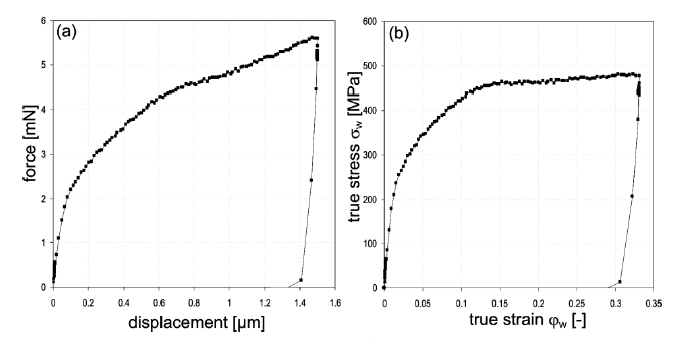 (a)
force [mN]
6
5
4
3
2
1
0
0 0.2 0.4 0.6 0.8 1 1.2 1.4 1.6
displacement [µm]
(b)
true stress σw [MPa]
600
500
400
300
200
100
0
0 0.05 0.1 0.15 0.2 0.25 0.3 0.35
true strain φw [-]